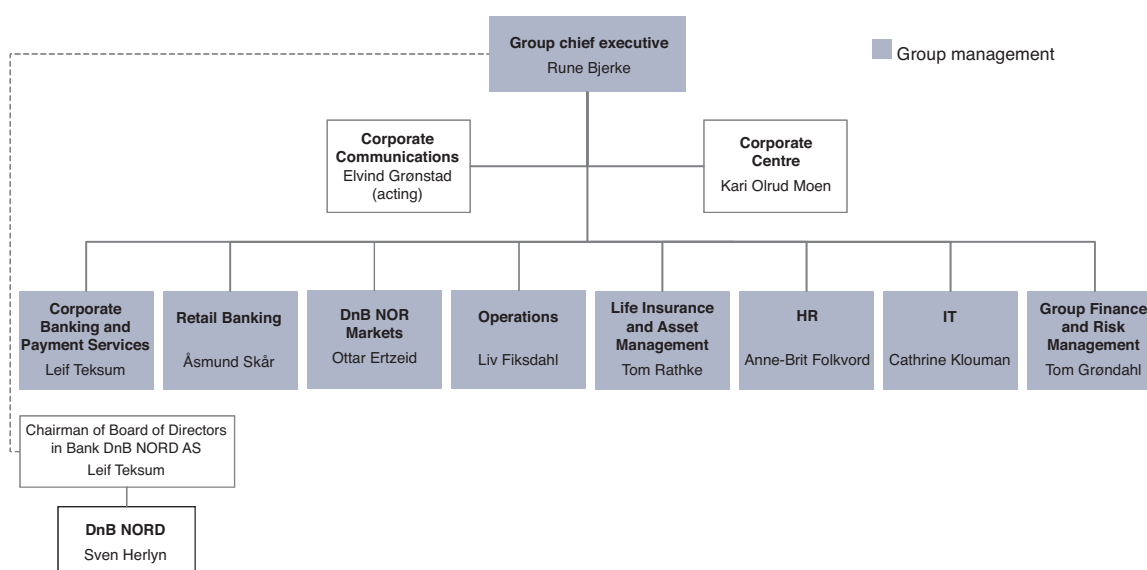 Group chief executive
Rune Bjerke
Group management
Corporate
Communications
Elvind Grønstad
(acting)
Corporate
Centre
Kari Olrud Moen
Corporate
Banking and
Payment Services
Leif Teksum
Retail Banking
Åsmund Skår
DnB NOR
Markets
Ottar Ertzeid
Operations
Liv Fiksdahl
Life Insurance
and Asset
Management
Tom Rathke
HR
Anne-Brit Folkvord
IT
Cathrine Klouman
Group Finance
and Risk
Management
Tom Grøndahl
Chairman of Board of Directors
in Bank DnB NORD AS
Leif Teksum
DnB NORD
Sven Herlyn